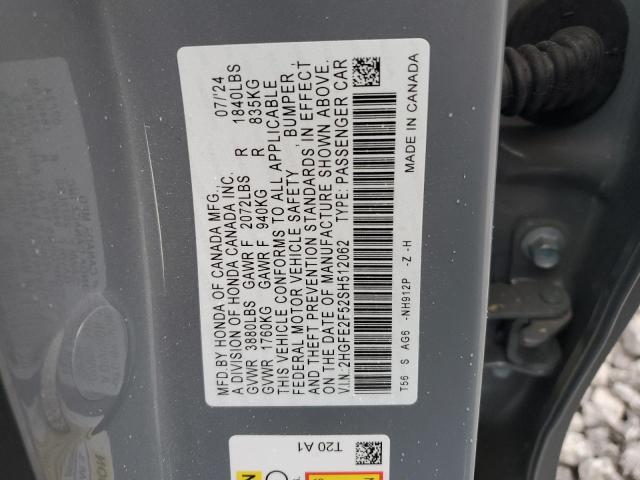 MFD.BY HONDA OF CANADA MFG., 07/'24
A DIVISION OF HONDA CANADA INC.
GVWR 3880LBS GAWR F 2072LBS R 1840LBS
GVWR 1760KG GAWR F 940KG R 835KG
THIS VEHICLE CONFORMS TO ALL APPLICABLE
FEDERAL MOTOR VEHICLE SAFETY, BUMPER,
AND THEFT PREVENTION STANDARDS IN EFFECT
ON THE DATE OF MANUFACTURE SHOWN ABOVE.
V.I.N. 2HGFE2F52SH512062 TYPE: PASSENGER CAR
T56 S AG6 -NH912P -Z -H MADE IN CANADA
T20 A1